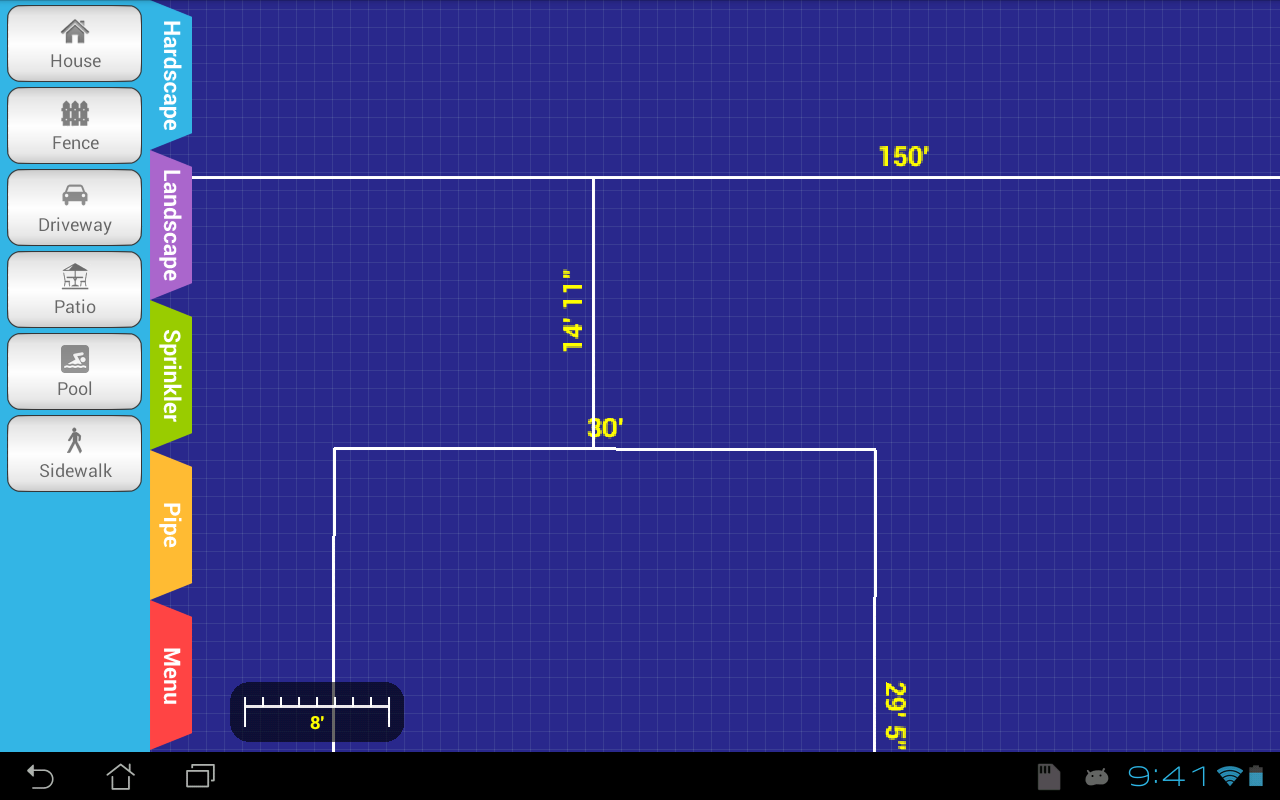 House
Fence
Driveway
Patio
Pool
Sidewalk
Hardscape
Landscape
Sprinkler
Pipe
Menu
150'
14' 11"
30'
29' 5"
8'
9:41